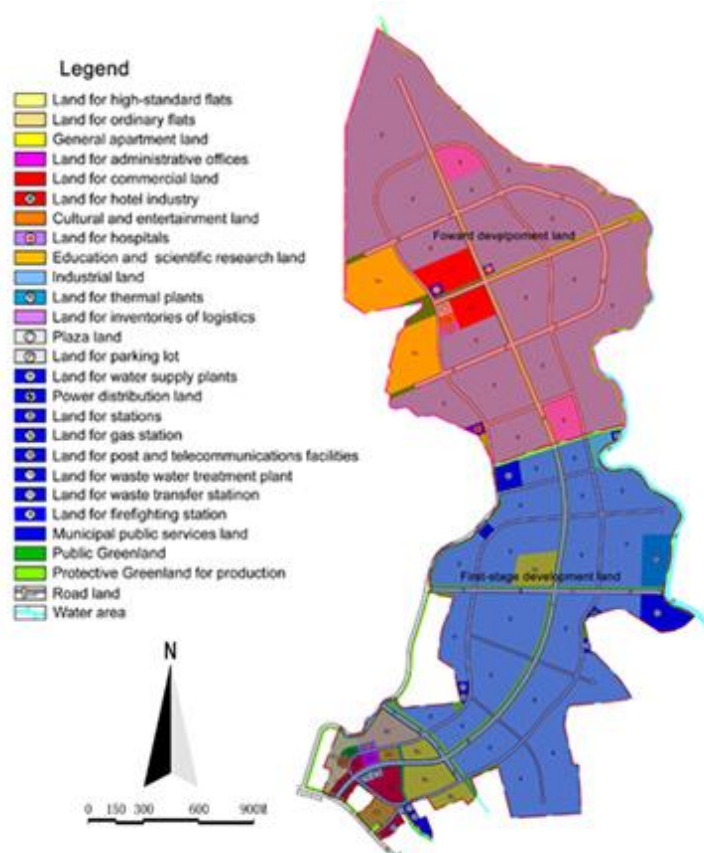 Legend
Land for high-standard flats
Land for ordinary flats
General apartment land
Land for administrative offices
Land for commercial land
Land for hotel industry
Cultural and entertainment land
Land for hospitals
Education and scientific research land
Industrial land
Land for thermal plants
Land for inventories of logistics
Plaza land
Land for parking lot
Land for water supply plants
Power distribution land
Land for stations
Land for gas station
Land for post and telecommunications facilities
Land for waste water treatment plant
Land for waste transfer statinon
Land for firefighting station
Municipal public services land
Public Greenland
Protective Greenland for production
Road land
Water area
Foward develpoment land
First-stage development land
N
0 150 300 600 900